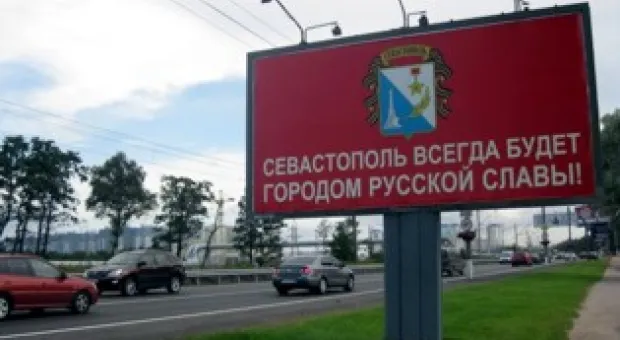 СЕВАСТОПОЛЬ ВСЕГДА БУДЕТ
ГОРОДОМ РУССКОЙ СЛАВЫ!